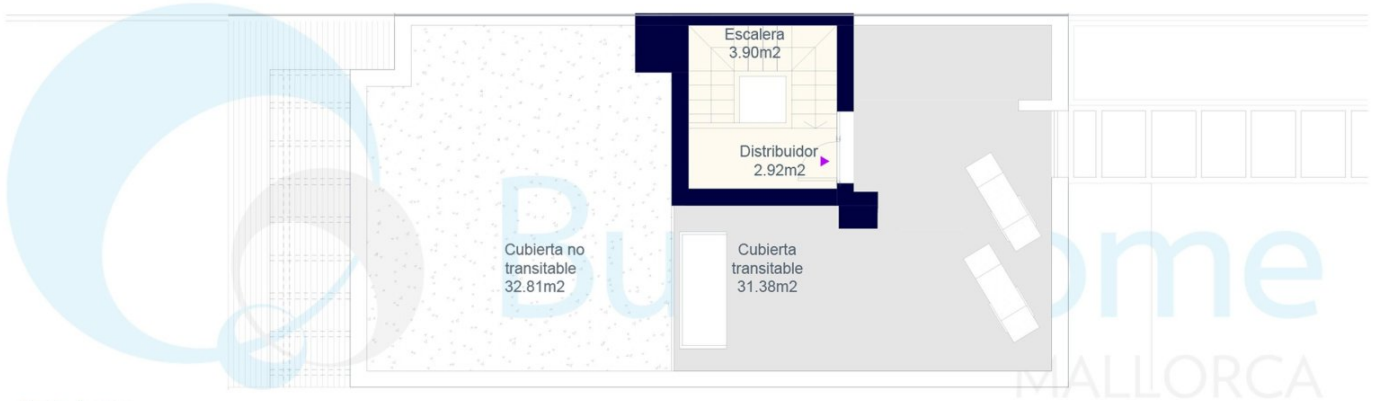 Escalera
3.90m2
Distribuidor
2.92m2
Cubierta no
transitable
32.81m2
Cubierta
transitable
31.38m2
MALLORCA